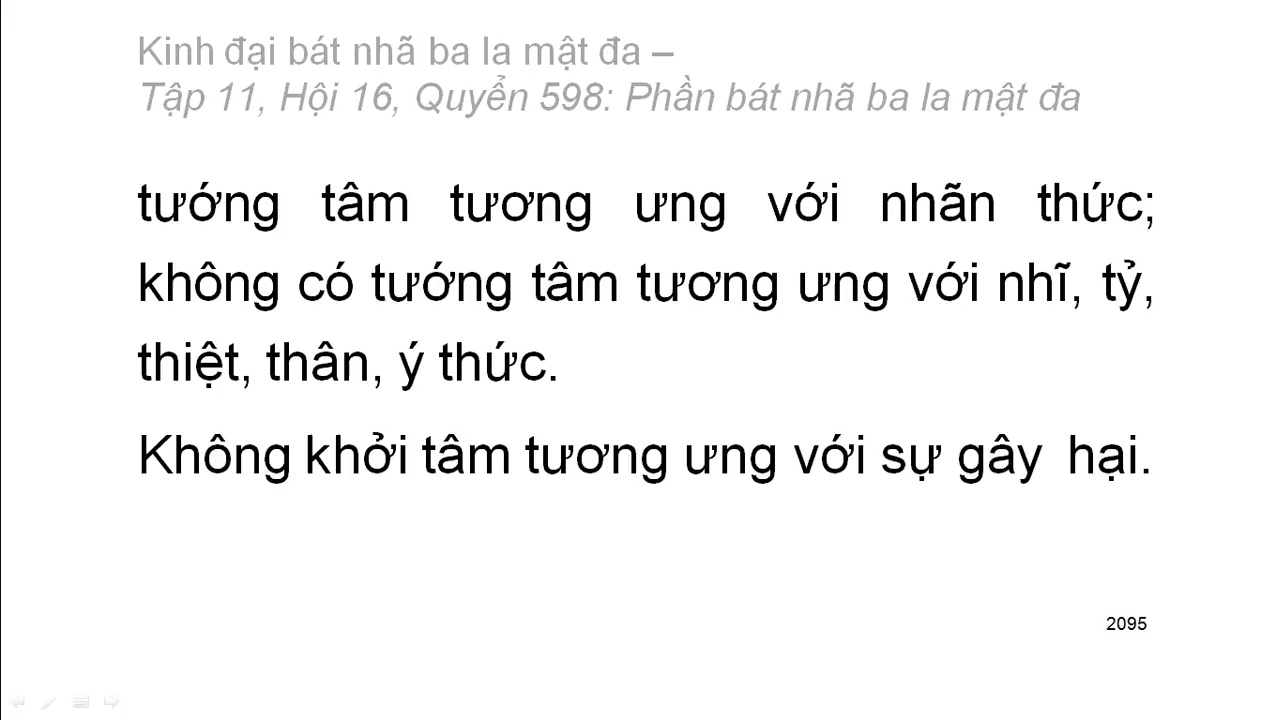 Kinh đại bát nhã ba la mật đa –
Tập 11, Hội 16, Quyển 598: Phần bát nhã ba la mật đa
tướng tâm tương ưng với nhãn thức;
không có tướng tâm tương ưng với nhĩ, tỷ,
thiệt, thân, ý thức.
Không khởi tâm tương ưng với sự gây hại.
2095